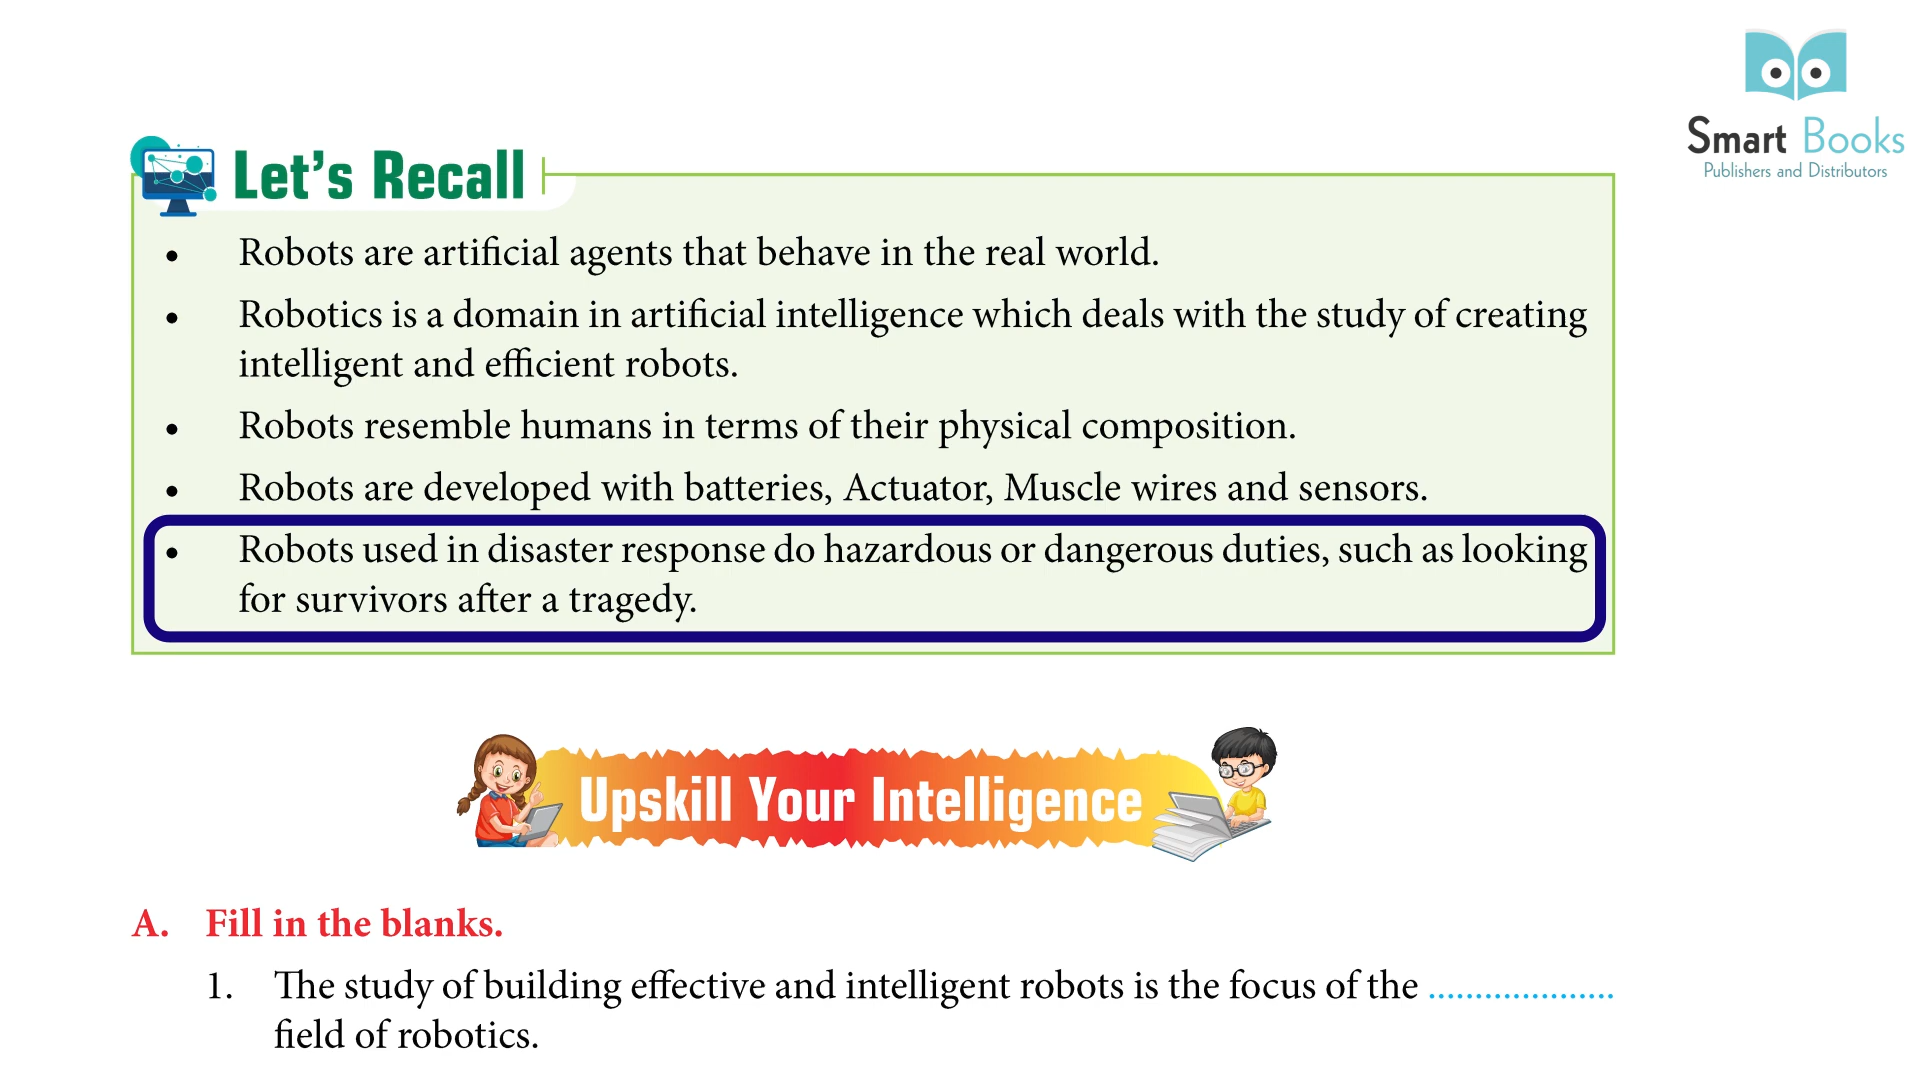 Smart Books
Publishers and Distributors
Let's Recall
• Robots are artificial agents that behave in the real world.
• Robotics is a domain in artificial intelligence which deals with the study of creating
intelligent and efficient robots.
• Robots resemble humans in terms of their physical composition.
• Robots are developed with batteries, Actuator, Muscle wires and sensors.
• Robots used in disaster response do hazardous or dangerous duties, such as looking
for survivors after a tragedy.
Upskill Your Intelligence
A. Fill in the blanks.
1. The study of building effective and intelligent robots is the focus of the ....................
field of robotics.